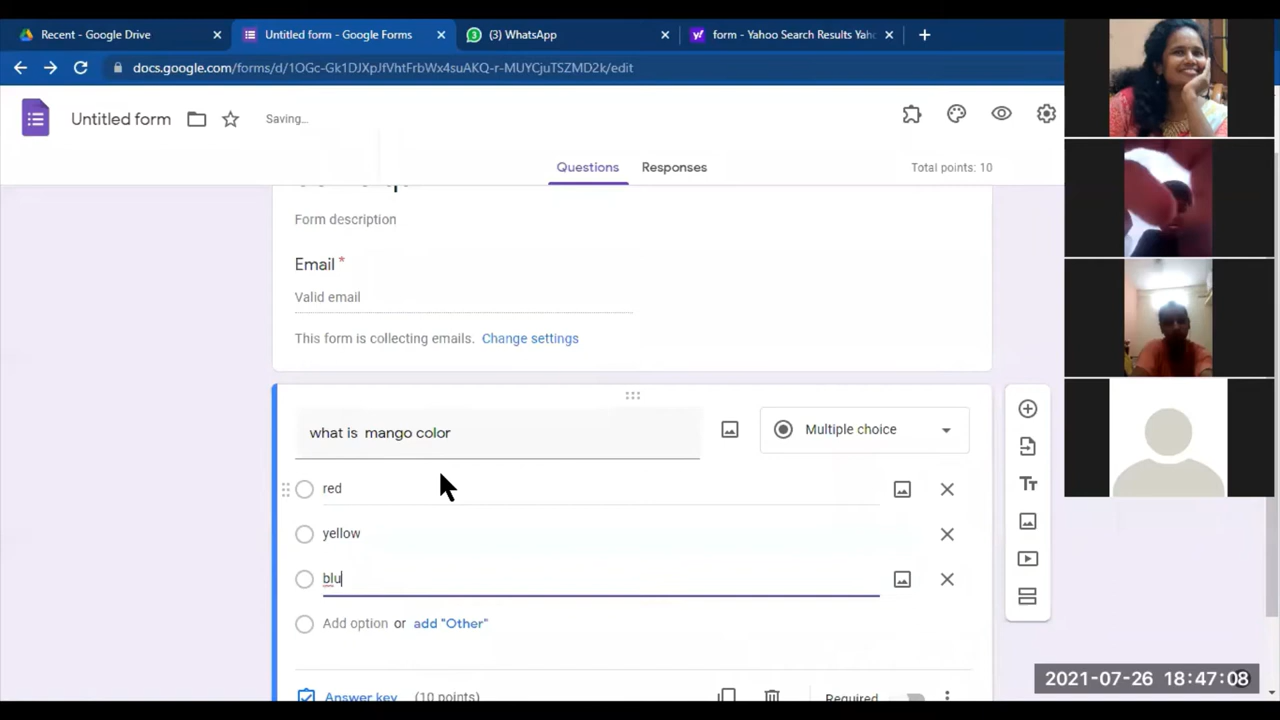 Recent - Google Drive
Untitled form - Google Forms
(3) WhatsApp
form - Yahoo Search Results Yaho
docs.google.com/forms/d/1OGc-Gk1DJXpJfVhtFrbWx4suAKQ-r-MUYCjuTSZMD2k/edit
Untitled form
Saving...
Questions
Responses
Total points: 10
Form description
Email *
Valid email
This form is collecting emails. Change settings
what is mango color
Multiple choice
red
yellow
blu
Add option or add "Other"
Answer key (10 points)
Required
2021-07-26 18:47:08